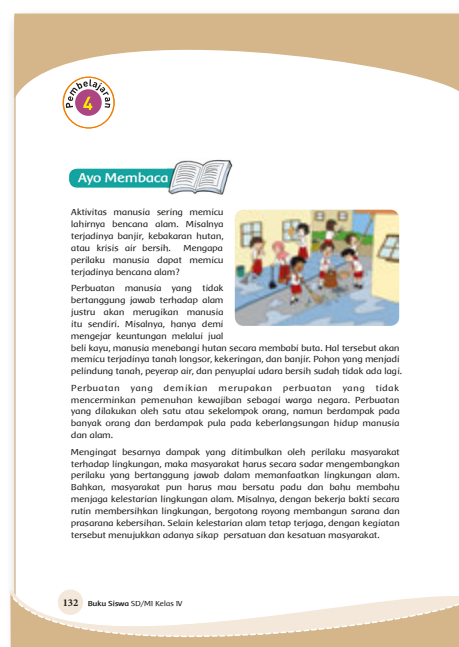 Pembelajaran
4
Ayo Membaca
Aktivitas manusia sering memicu
lahirnya bencana alam. Misalnya
terjadinya banjir, kebakaran hutan,
atau krisis air bersih. Mengapa
perilaku manusia dapat memicu
terjadinya bencana alam?
Perbuatan manusia yang tidak
bertanggung jawab terhadap alam
justru akan merugikan manusia
itu sendiri. Misalnya, hanya demi
mengejar keuntungan melalui jual
beli kayu, manusia menebangi hutan secara membabi buta. Hal tersebut akan
memicu terjadinya tanah longsor, kekeringan, dan banjir. Pohon yang menjadi
pelindung tanah, peyerap air, dan penyuplai udara bersih sudah tidak ada lagi.
Perbuatan yang demikian merupakan perbuatan yang tidak
mencerminkan pemenuhan kewajiban sebagai warga negara. Perbuatan
yang dilakukan oleh satu atau sekelompok orang, namun berdampak pada
banyak orang dan berdampak pula pada keberlangsungan hidup manusia
dan alam.
Mengingat besarnya dampak yang ditimbulkan oleh perilaku masyarakat
terhadap lingkungan, maka masyarakat harus secara sadar mengembangkan
perilaku yang bertanggung jawab dalam memanfaatkan lingkungan alam.
Bahkan, masyarakat pun harus mau bersatu padu dan bahu membahu
menjaga kelestarian lingkungan alam. Misalnya, dengan bekerja bakti secara
rutin membersihkan lingkungan, bergotong royong membangun sarana dan
prasarana kebersihan. Selain kelestarian alam tetap terjaga, dengan kegiatan
tersebut menujukkan adanya sikap persatuan dan kesatuan masyarakat.
132 Buku Siswa SD/MI Kelas IV